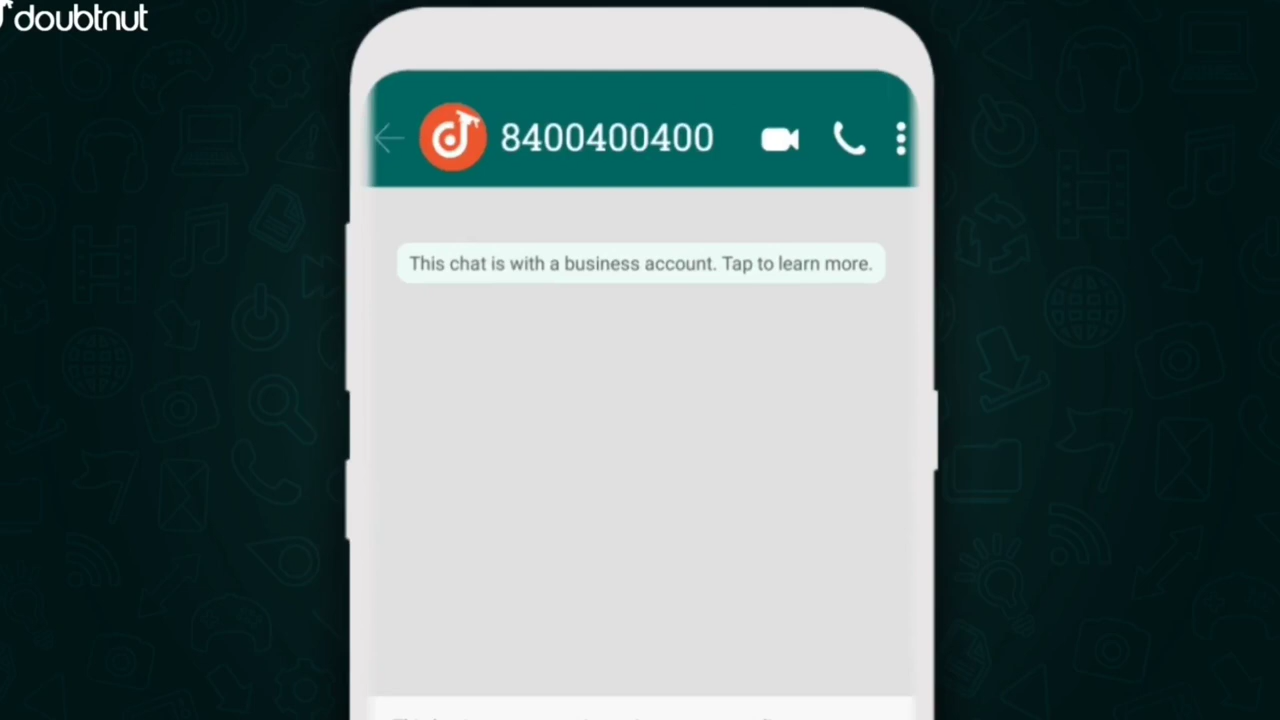 doubtnut
8400400400
This chat is with a business account. Tap to learn more.